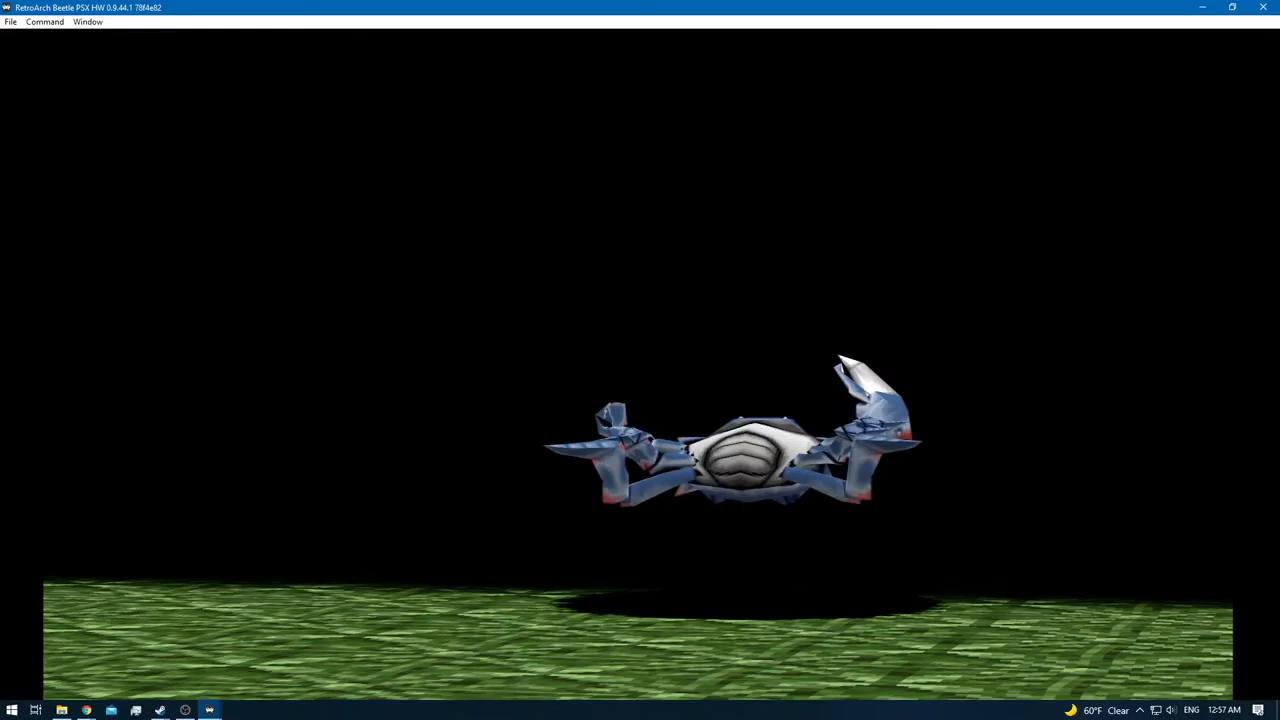 RetroArch Beetle PSX HW 0.9.44.1 78f4e82
File Command Window
60°F Clear ENG 12:57 AM